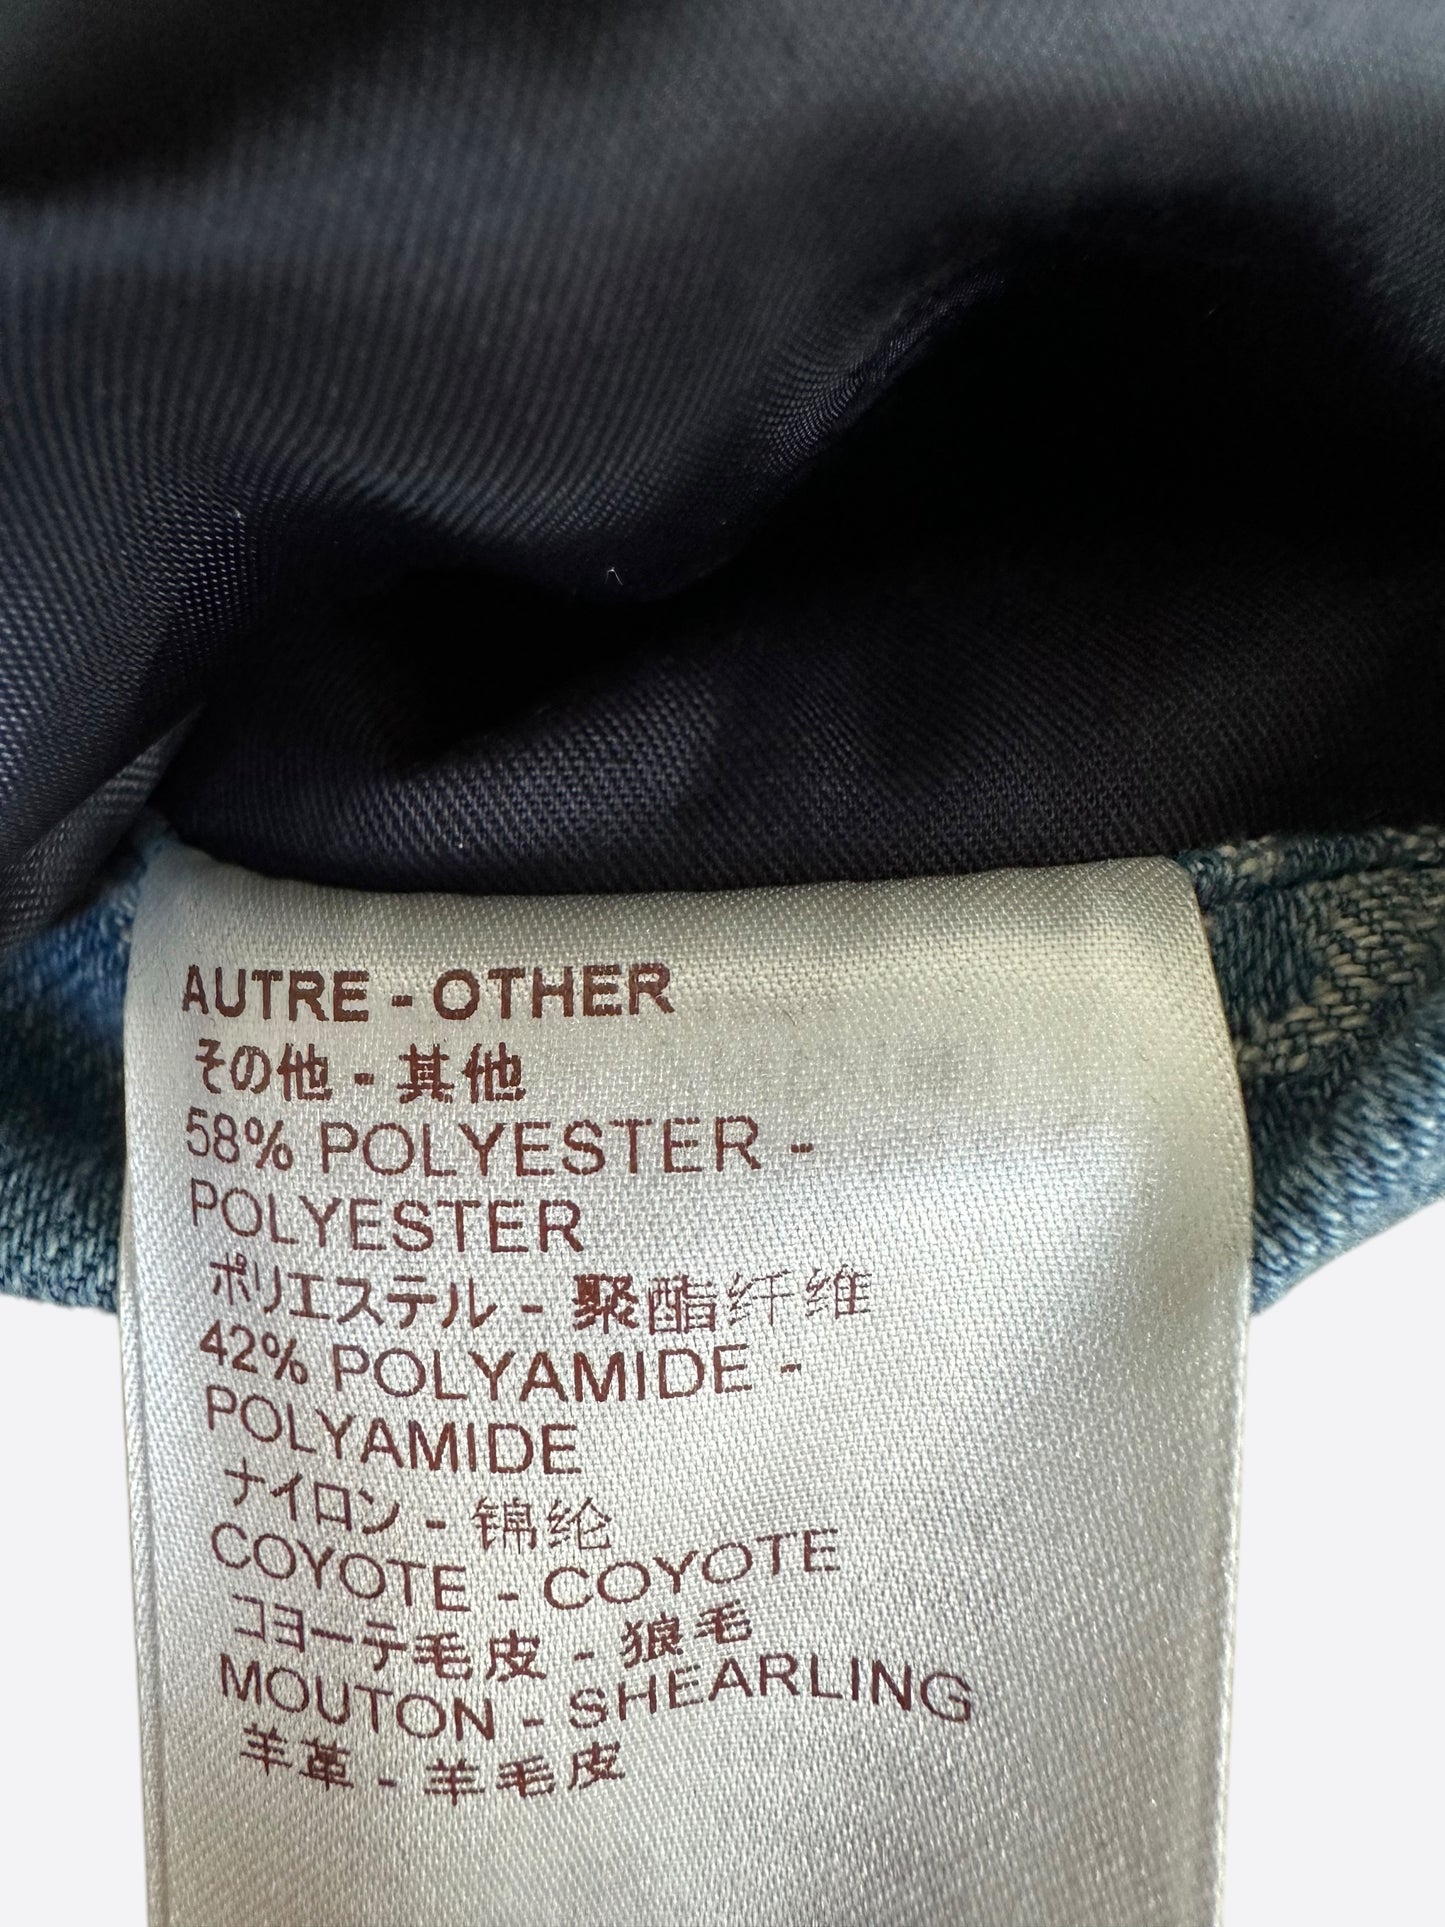 AUTRE - OTHER
その他 - 其他
58% POLYESTER -
POLYESTER
ポリエステル - 聚酯纤维
42% POLYAMIDE -
POLYAMIDE
ナイロン - 锦纶
COYOTE - COYOTE
コヨーテ毛皮 - 狼毛
MOUTON - SHEARLING
羊革 - 羊毛皮